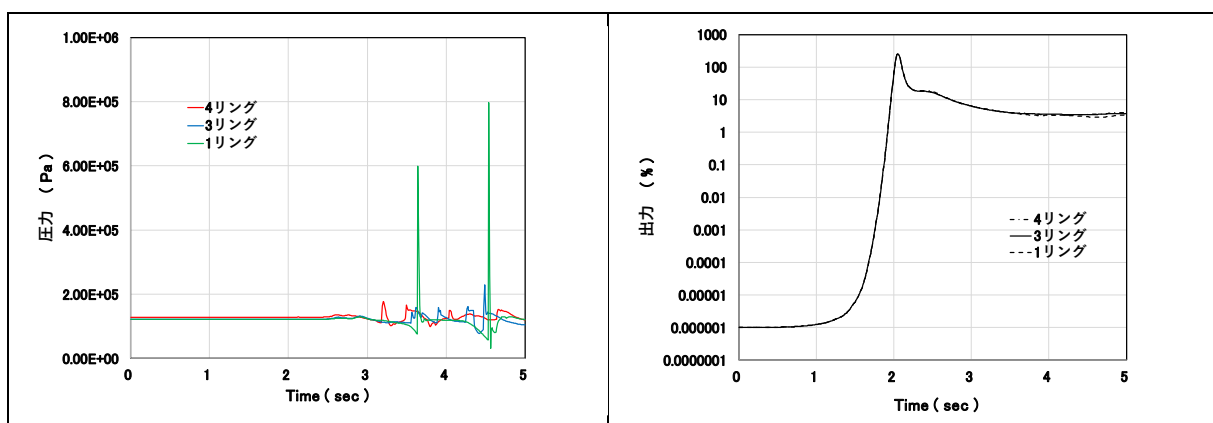 1.00E+06
8.00E+05
6.00E+05
4.00E+05
2.00E+05
0.00E+00
圧力 (Pa)
4リング
3リング
1リング
0 1 2 3 4 5
Time ( sec )
1000
100
10
1
0.1
0.01
0.001
0.0001
0.00001
0.000001
0.0000001
出力 (%)
4リング
3リング
1リング
0 1 2 3 4 5
Time ( sec )